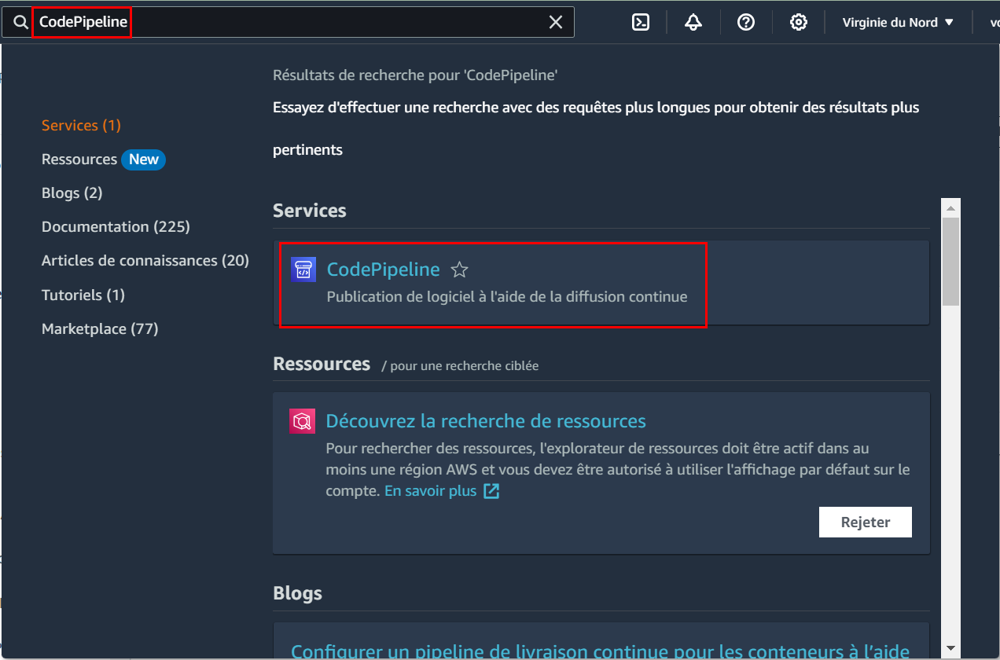 CodePipeline
Virginie du Nord
Résultats de recherche pour 'CodePipeline'
Essayez d'effectuer une recherche avec des requêtes plus longues pour obtenir des résultats plus
pertinents
Services (1)
Ressources New
Blogs (2)
Documentation (225)
Articles de connaissances (20)
Tutoriels (1)
Marketplace (77)
Services
CodePipeline
Publication de logiciel à l'aide de la diffusion continue
Ressources / pour une recherche ciblée
Découvrez la recherche de ressources
Pour rechercher des ressources, l'explorateur de ressources doit être actif dans au
moins une région AWS et vous devez être autorisé à utiliser l'affichage par défaut sur le
compte. En savoir plus
Rejeter
Blogs
Configurer un pipeline de livraison continue pour les conteneurs à l’aide